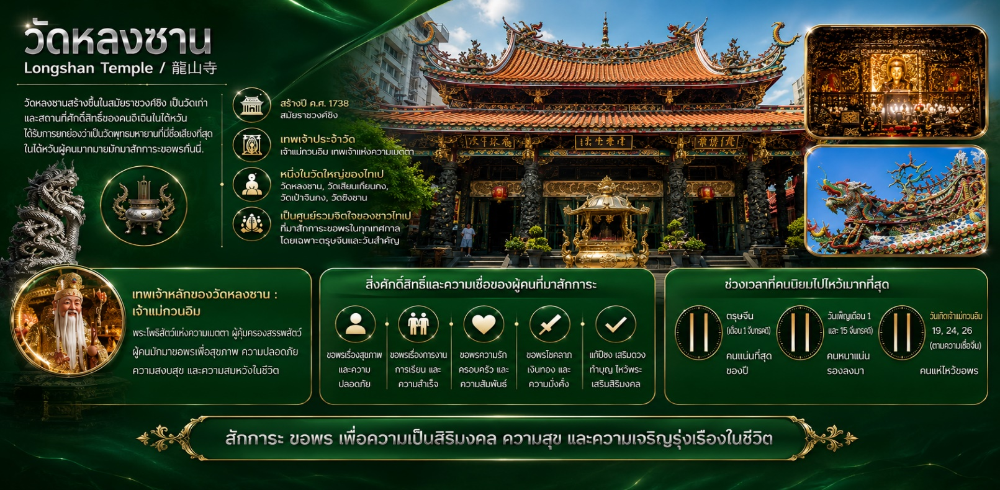 วัดหลงซาน
Longshan Temple / 龍山寺
วัดหลงซานสร้างขึ้นในสมัยราชวงศ์ชิง เป็นวัดเก่า
และสถานที่ศักดิ์สิทธิ์ของคนจีนในไต้หวัน
ได้รับการยกย่องว่าเป็นวัดพุทธมหายานที่มีชื่อเสียงที่สุด
ในไต้หวันผู้คนมากมายมักมาสักการะขอพรกันนี่.
สร้างปี ค.ศ. 1738
สมัยราชวงศ์ชิง
เทพเจ้าประจำวัด
เจ้าแม่กวนอิม เทพเจ้าแห่งความเมตตา
หนึ่งในวัดใหญ่ของไทเป
วัดหลงซาน, วัดเสียนเทียนกง,
วัดเป่าจินกง, วัดซิงซาน
เป็นศูนย์รวมจิตใจของชาวไทเป
ที่มาสักการะขอพรในทุกเทศกาล
โดยเฉพาะตรุษจีนและวันสำคัญ
เทพเจ้าหลักของวัดหลงซาน :
เจ้าแม่กวนอิม
พระโพธิสัตว์แห่งความเมตตา ผู้คุ้มครองสรรพสัตว์
ผู้คนมักมาขอพรเพื่อสุขภาพ ความปลอดภัย
ความสงบสุข และความสมหวังในชีวิต
สิ่งศักดิ์สิทธิ์และความเชื่อของผู้คนที่มาสักการะ
ขอพรเรื่องสุขภาพ
และความ
ปลอดภัย
ขอพรเรื่องการงาน
การเรียน และ
ความสำเร็จ
ขอพรความรัก
ครอบครัว และ
ความสัมพันธ์
ขอพรโชคลาภ
เงินทอง และ
ความมั่งคั่ง
แก้ปีชง เสริมดวง
ทำบุญ ไหว้พระ
เสริมสิริมงคล
ช่วงเวลาที่คนนิยมไปไหว้มากที่สุด
ตรุษจีน
(เดือน 1 จันทรคติ)
คนแน่นที่สุด
ของปี
วันเพ็ญเดือน 1
และ 15 จันทรคติ)
คนหนาแน่น
รองลงมา
วันเกิดเจ้าแม่กวนอิม
19, 24, 26
(ตามความเชื่อจีน)
คนแห่ไหว้ขอพร
สักการะ ขอพร เพื่อความเป็นสิริมงคล ความสุข และความเจริญรุ่งเรืองในชีวิต